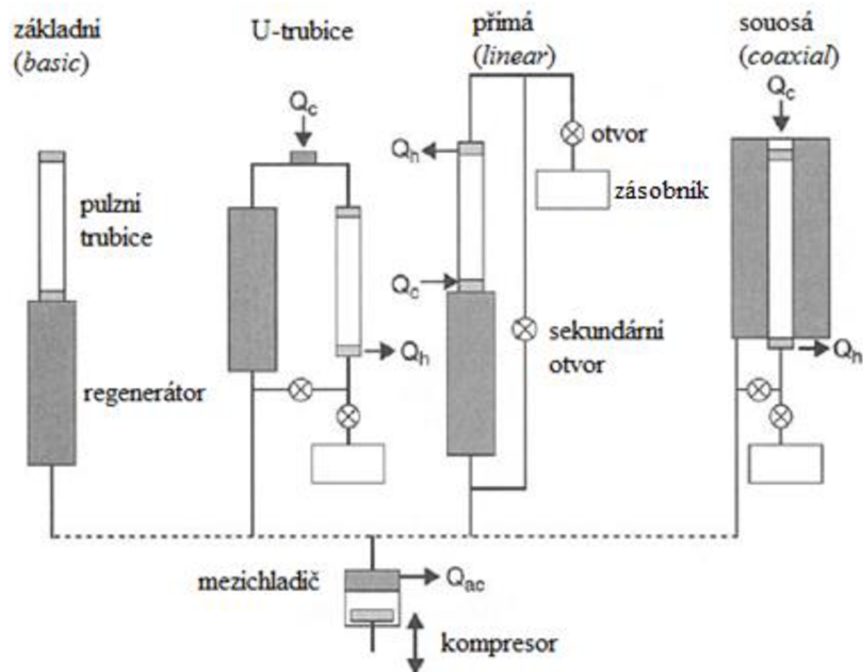 základní
(basic)
U-trubice
přímá
(linear)
souosá
(coaxial)
Qc
Qc
Qh
otvor
zásobník
pulzní
trubice
Qc
Qh
sekundární
otvor
Qh
regenerátor
mezichladič
Qac
kompresor